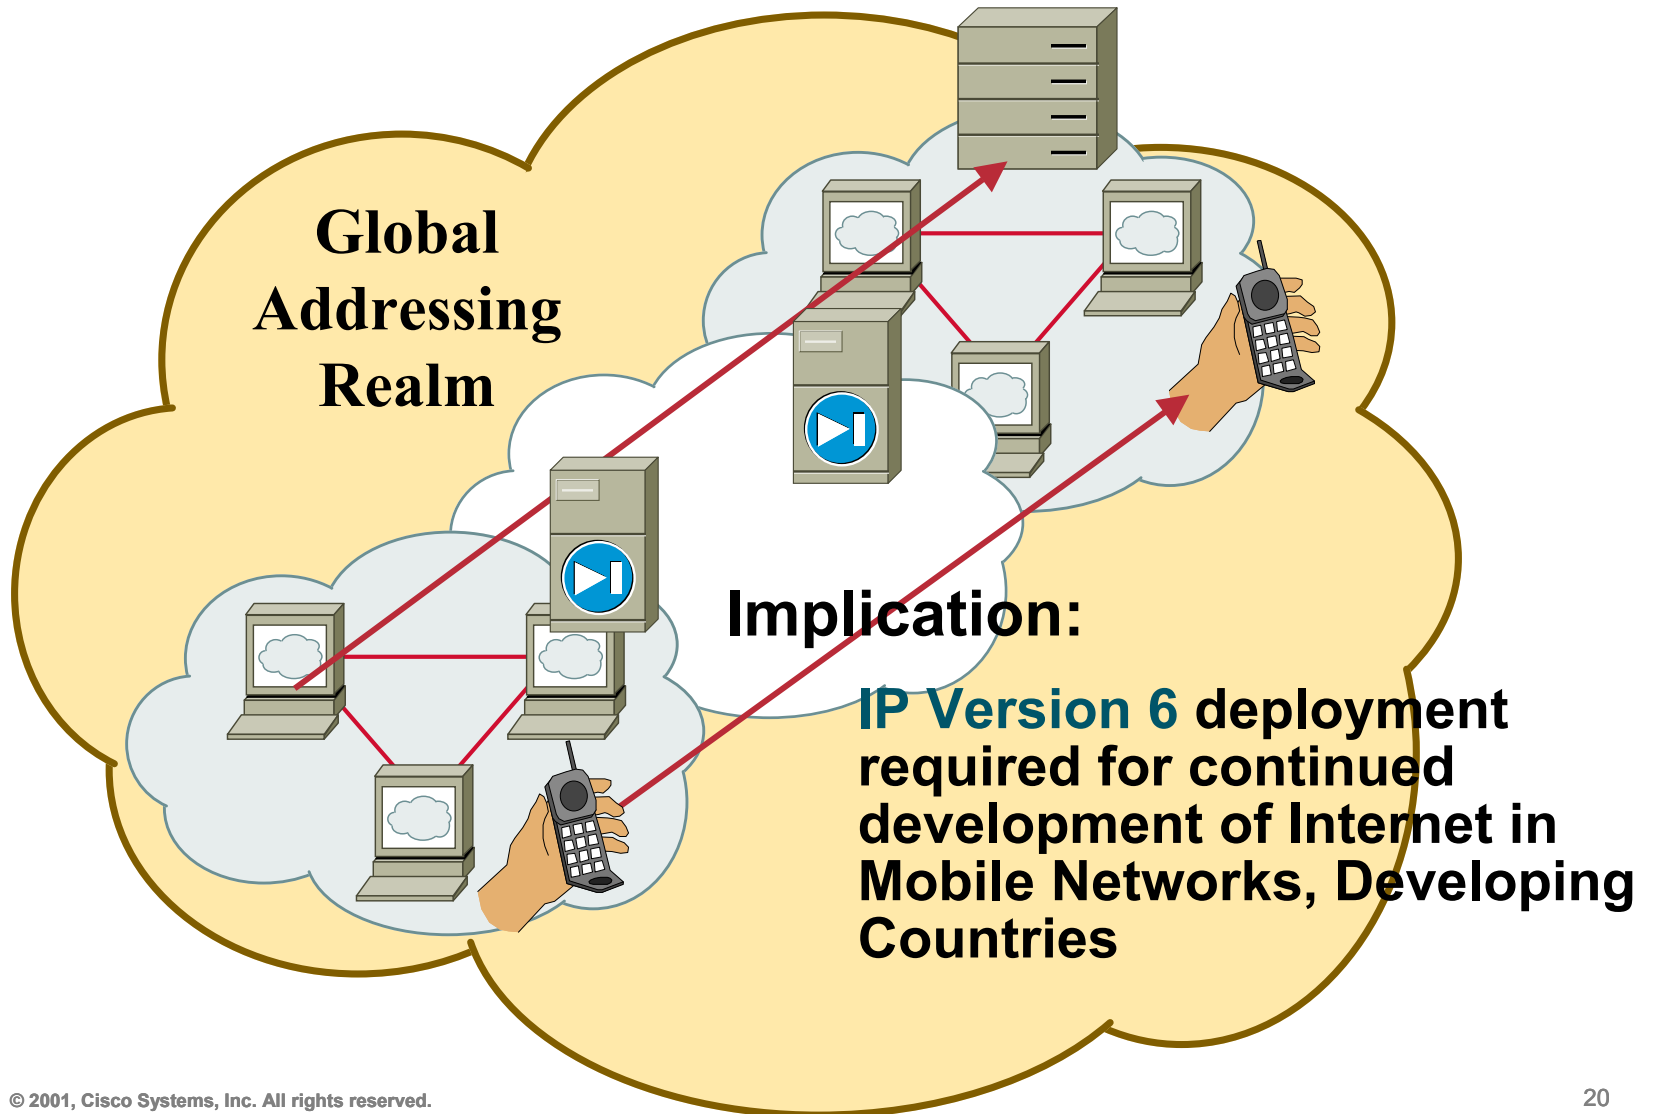 Global
Addressing
Realm
Implication:
IP Version 6 deployment
required for continued
development of Internet in
Mobile Networks, Developing
Countries
© 2001, Cisco Systems, Inc. All rights reserved.
20